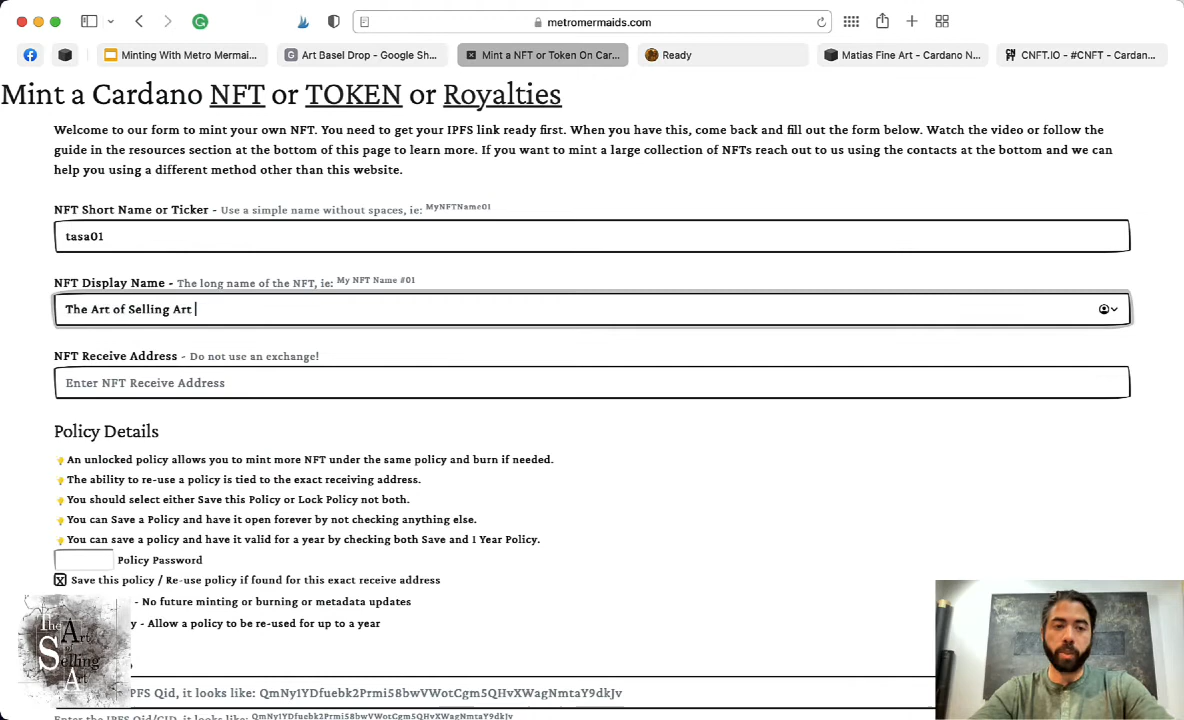 metromermaids.com
Minting With Metro Mermai...
Art Basel Drop - Google Sh...
Mint a NFT or Token On Car...
Ready
Matias Fine Art - Cardano N...
CNFT.IO - #CNFT - Cardan...
Mint a Cardano NFT or TOKEN or Royalties
Welcome to our form to mint your own NFT. You need to get your IPFS link ready first. When you have this, come back and fill out the form below. Watch the video or follow the
guide in the resources section at the bottom of this page to learn more. If you want to mint a large collection of NFTs reach out to us using the contacts at the bottom and we can
help you using a different method other than this website.
NFT Short Name or Ticker - Use a simple name without spaces, ie: MyNFTName01
tasa01
NFT Display Name - The long name of the NFT, ie: My NFT Name #01
The Art of Selling Art
NFT Receive Address - Do not use an exchange!
Enter NFT Receive Address
Policy Details
An unlocked policy allows you to mint more NFT under the same policy and burn if needed.
The ability to re-use a policy is tied to the exact receiving address.
You should select either Save this Policy or Lock Policy not both.
You can Save a Policy and have it open forever by not checking anything else.
You can save a policy and have it valid for a year by checking both Save and 1 Year Policy.
Policy Password
Save this policy / Re-use policy if found for this exact receive address
- No future minting or burning or metadata updates
y - Allow a policy to be re-used for up to a year
The Art of Selling Art
PFS Qid, it looks like: QmNy1YDfuebk2Prmi58bwVWotCgm5QHvXWagNmtaY9dkJv
Enter the IPFS Qid/CID, it looks like: QmNy1YDfuebk2Prmi58bwVWotCgm5QHvXWagNmtaY9dkJv